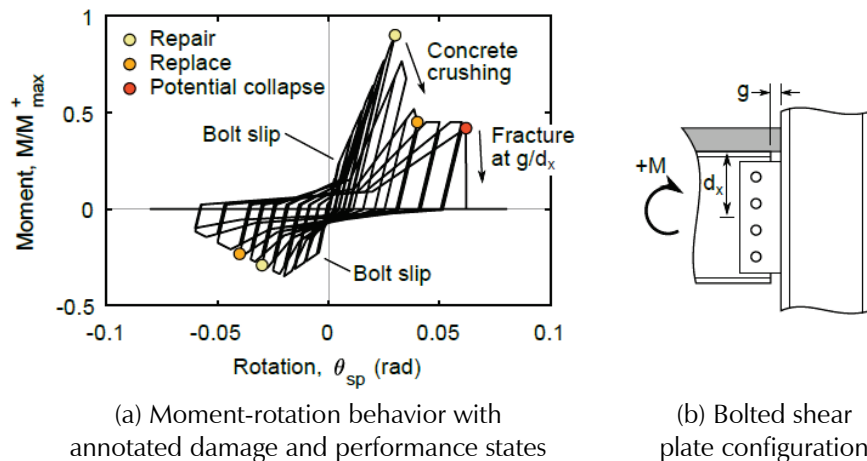 1
Repair
Replace
Potential collapse
Concrete
crushing
0.5
Bolt slip
Fracture
at g/dx
0
Bolt slip
-0.5
-0.1
-0.05
0
0.05
0.1
Moment, M/M+max
Rotation, θsp (rad)
(a) Moment-rotation behavior with
annotated damage and performance states
g
+M
dx
(b) Bolted shear
plate configuration